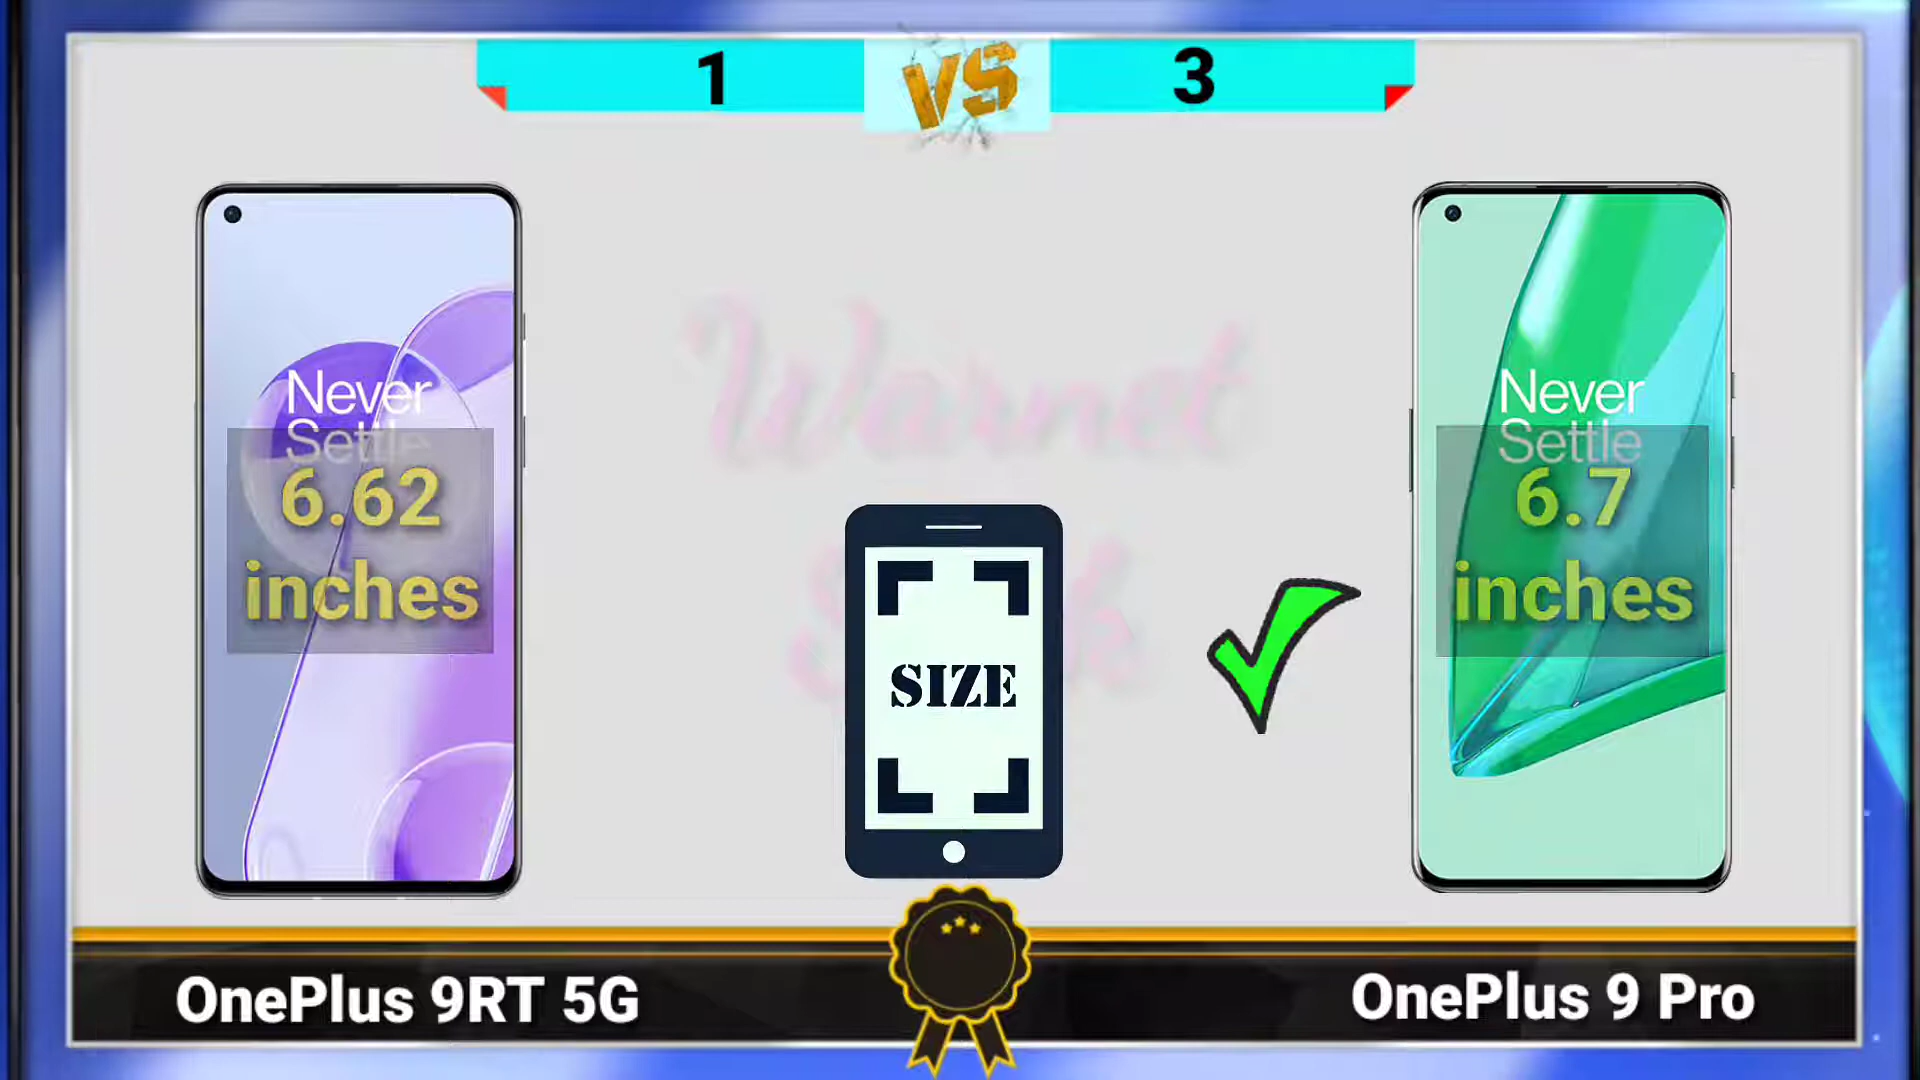 1 VS 3
Never
Settle
6.62
inches
Never
Settle
6.7
inches
Warnet
SIZE
OnePlus 9RT 5G
OnePlus 9 Pro